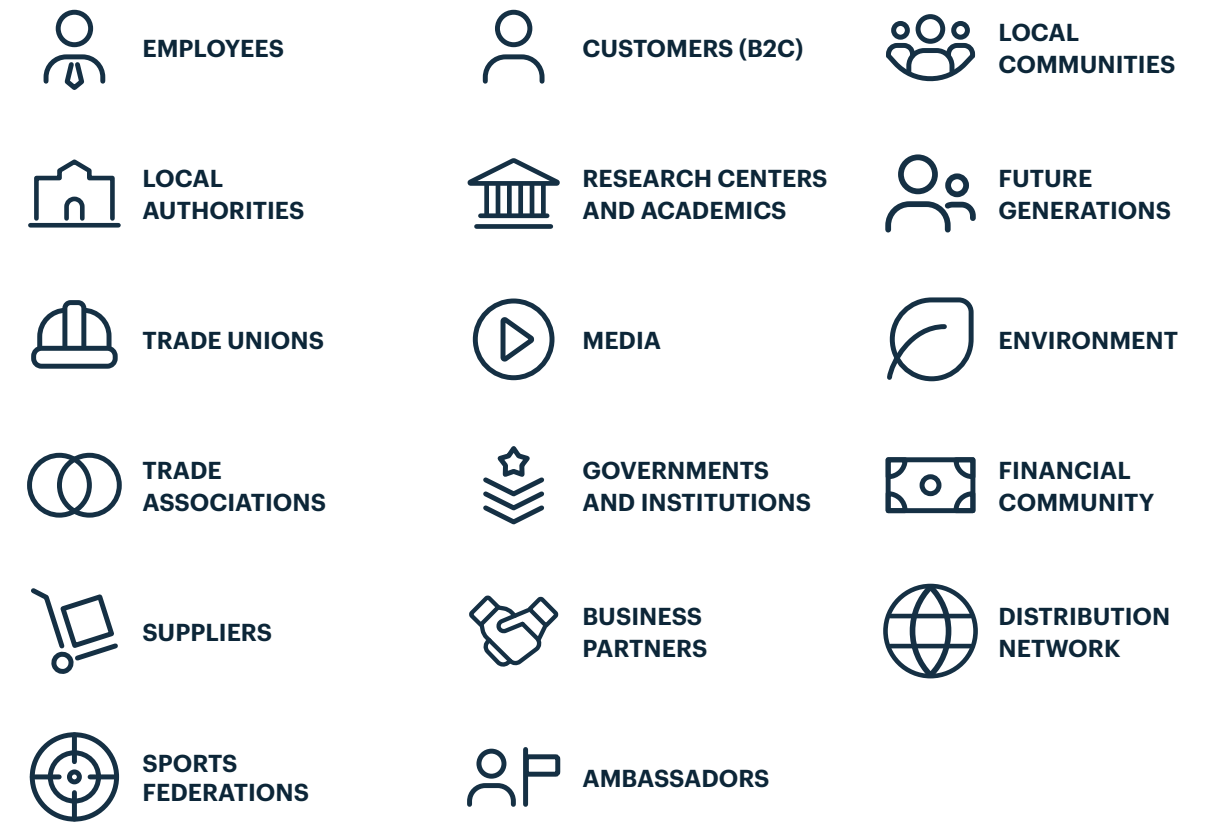 EMPLOYEES
CUSTOMERS (B2C)
LOCAL
COMMUNITIES
LOCAL
AUTHORITIES
RESEARCH CENTERS
AND ACADEMICS
FUTURE
GENERATIONS
TRADE UNIONS
MEDIA
ENVIRONMENT
TRADE
ASSOCIATIONS
GOVERNMENTS
AND INSTITUTIONS
FINANCIAL
COMMUNITY
SUPPLIERS
BUSINESS
PARTNERS
DISTRIBUTION
NETWORK
SPORTS
FEDERATIONS
AMBASSADORS